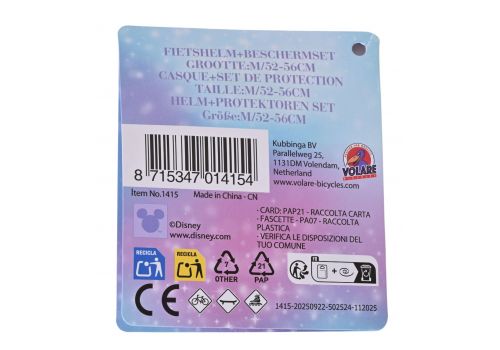 FIETSHELM+BESCHERMSET
GROOTTE:M/52-56CM
CASQUE+SET DE PROTECTION
TAILLE:M/52-56CM
HELM+PROTEKTOREN SET
Größe:M/52-56CM
8 715347 014154
Item No.1415
Made in China - CN
Kubbinga BV
Parallelweg 25,
1131DM Volendam,
Netherland
www.volare-bicycles.com
VOLARE
©Disney
www.disney.com
- CARD: PAP21 - RACCOLTA CARTA
- FASCETTE - PA07 - RACCOLTA
PLASTICA
- VERIFICA LE DISPOSIZIONI DEL
TUO COMUNE
RECICLA
RECICLA
7
OTHER
21
PAP
FR
CE
1415-20250922-502524-112025